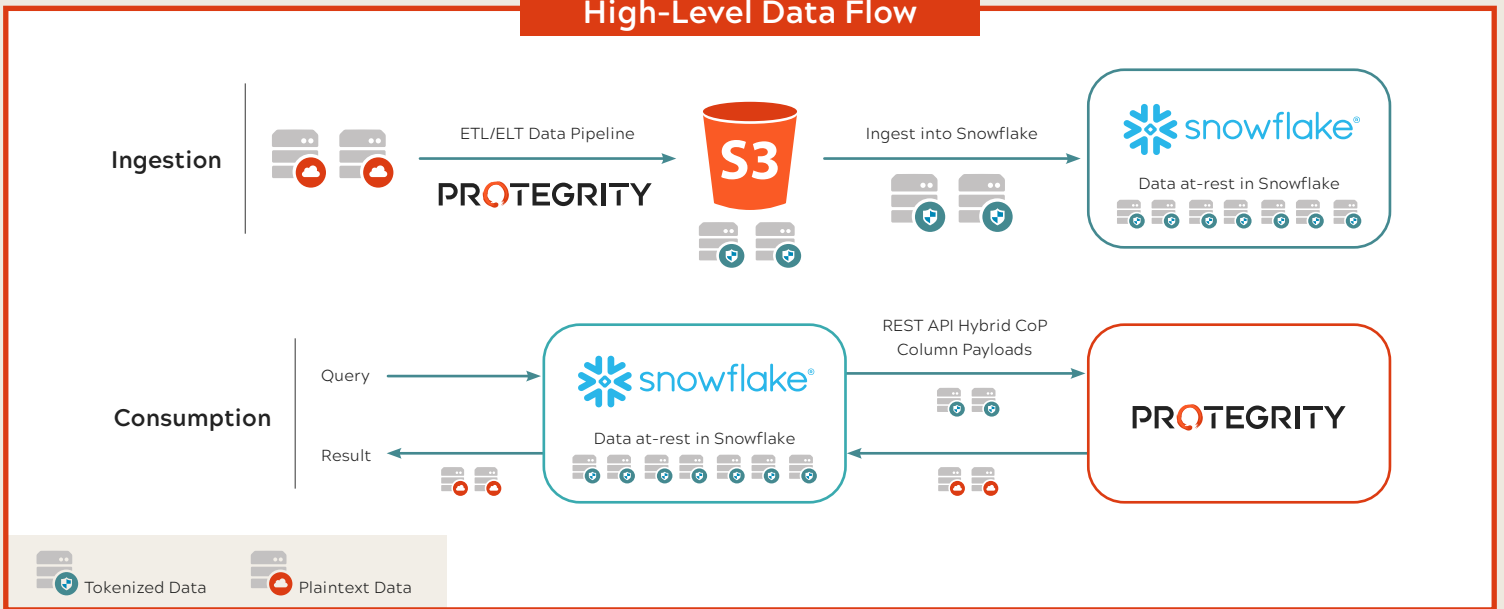 High-Level Data Flow
Ingestion
ETL/ELT Data Pipeline
PROTEGRITY
S3
Ingest into Snowflake
snowflake®
Data at-rest in Snowflake
Consumption
Query
Result
snowflake®
Data at-rest in Snowflake
REST API Hybrid CoP
Column Payloads
PROTEGRITY
Tokenized Data
Plaintext Data